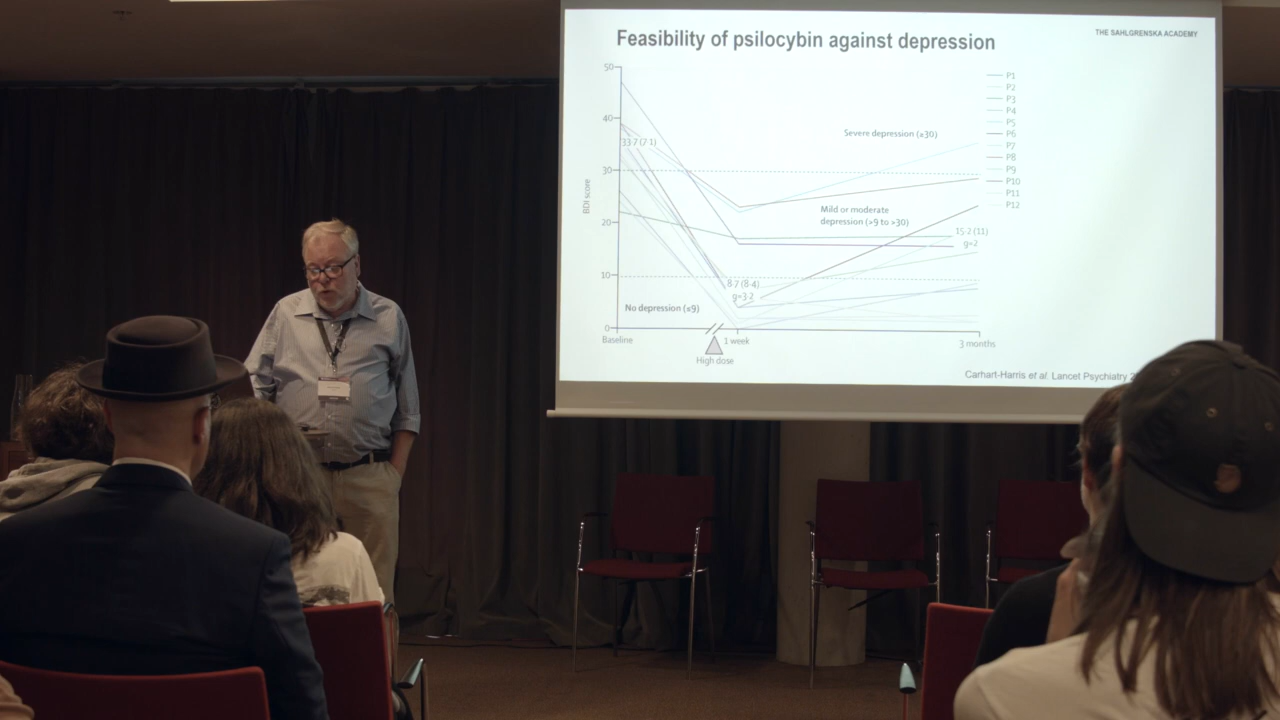 Feasibility of psilocybin against depression
THE SAHLGRENSKA ACADEMY
50
40
30
20
10
0
BDI score
33·7 (7·1)
Severe depression (≥30)
Mild or moderate
depression (>9 to >30)
No depression (≤9)
8·7 (8·4)
g=3·2
15·2 (11)
g=2
Baseline
1 week
3 months
High dose
P1
P2
P3
P4
P5
P6
P7
P8
P9
P10
P11
P12
Carhart-Harris et al. Lancet Psychiatry